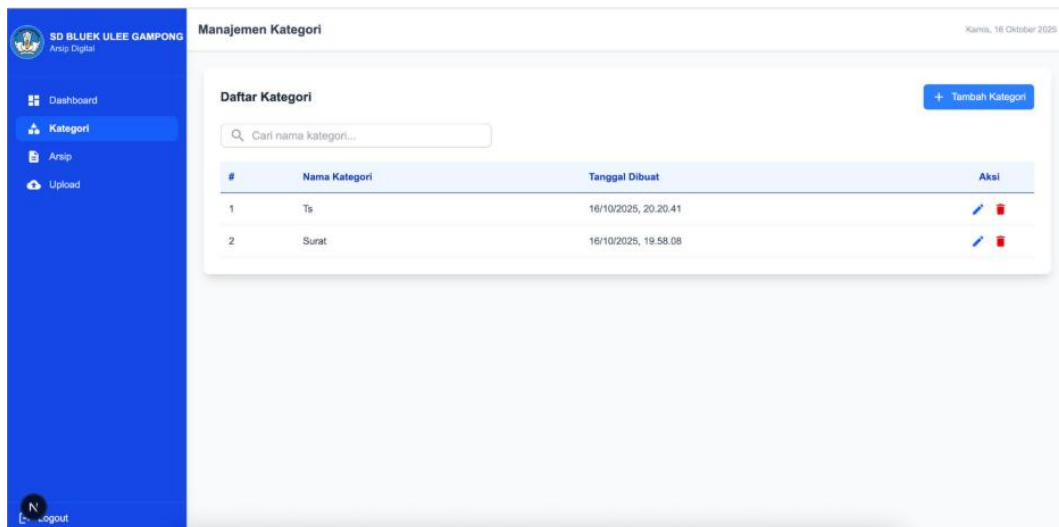 SD BLUEK ULEE GAMPONG
Arsip Digital
Manajemen Kategori
Kamis, 16 Oktober 2025
Dashboard
Kategori
Arsip
Upload
Daftar Kategori
+ Tambah Kategori
Cari nama kategori...
# Nama Kategori Tanggal Dibuat Aksi
1 Ts 16/10/2025, 20.20.41
2 Surat 16/10/2025, 19.58.08
N
Logout